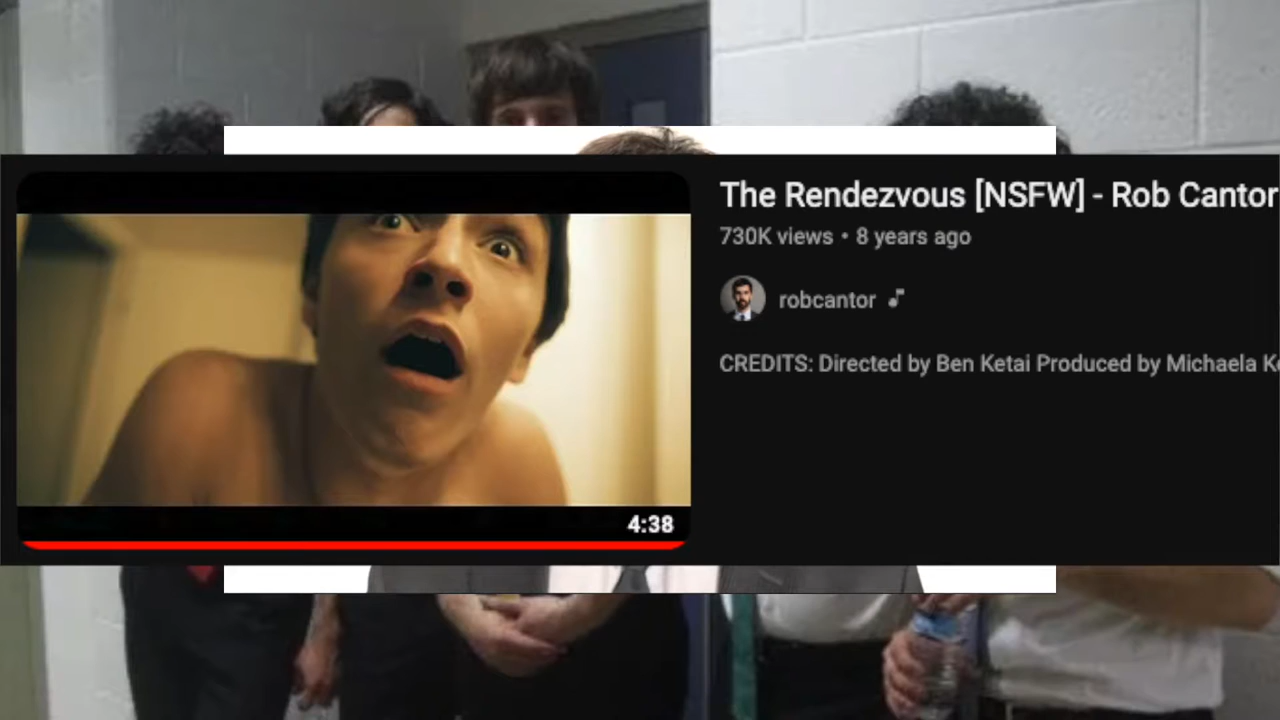 The Rendezvous [NSFW] - Rob Cantor
730K views • 8 years ago
robcantor
CREDITS: Directed by Ben Ketai Produced by Michaela
4:38